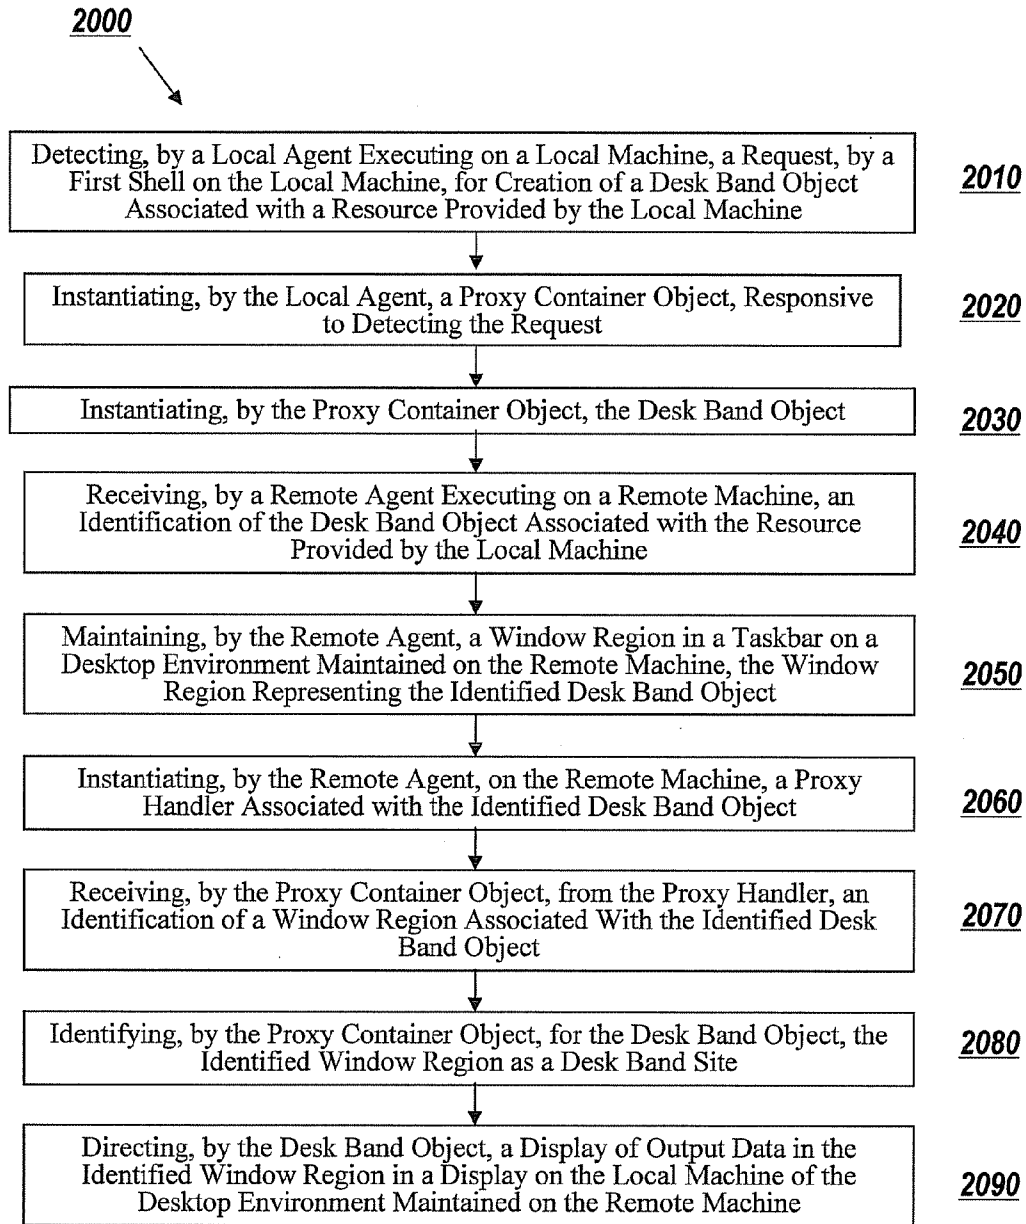 2000
Detecting, by a Local Agent Executing on a Local Machine, a Request, by a
First Shell on the Local Machine, for Creation of a Desk Band Object
Associated with a Resource Provided by the Local Machine
2010
Instantiating, by the Local Agent, a Proxy Container Object, Responsive
to Detecting the Request
2020
Instantiating, by the Proxy Container Object, the Desk Band Object
2030
Receiving, by a Remote Agent Executing on a Remote Machine, an
Identification of the Desk Band Object Associated with the Resource
Provided by the Local Machine
2040
Maintaining, by the Remote Agent, a Window Region in a Taskbar on a
Desktop Environment Maintained on the Remote Machine, the Window
Region Representing the Identified Desk Band Object
2050
Instantiating, by the Remote Agent, on the Remote Machine, a Proxy
Handler Associated with the Identified Desk Band Object
2060
Receiving, by the Proxy Container Object, from the Proxy Handler, an
Identification of a Window Region Associated With the Identified Desk
Band Object
2070
Identifying, by the Proxy Container Object, for the Desk Band Object, the
Identified Window Region as a Desk Band Site
2080
Directing, by the Desk Band Object, a Display of Output Data in the
Identified Window Region in a Display on the Local Machine of the
Desktop Environment Maintained on the Remote Machine
2090